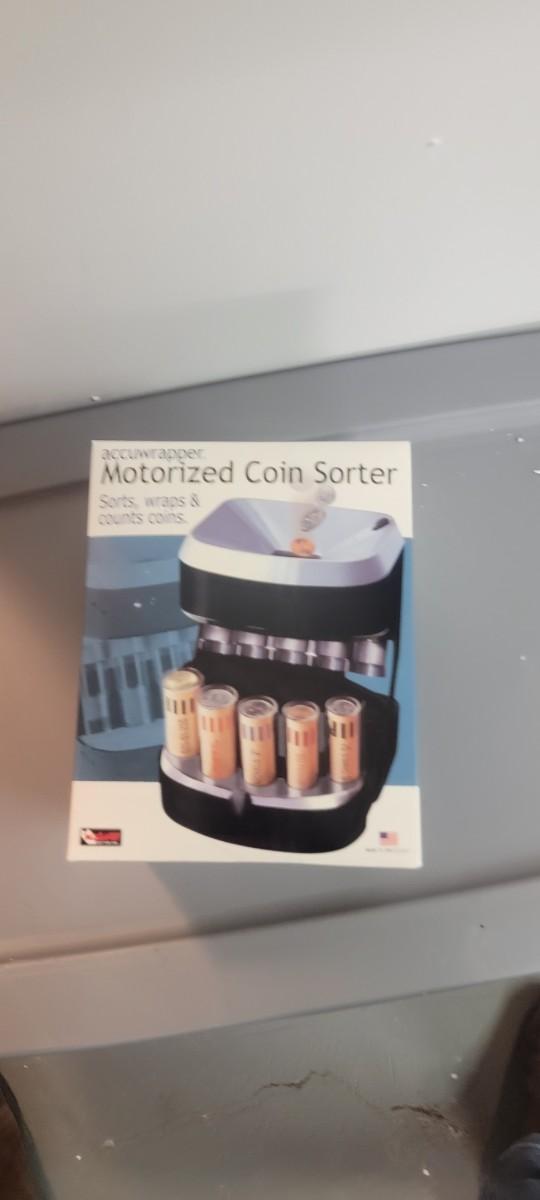 accuwrapper.
Motorized Coin Sorter
Sorts, wraps &
counts coins.